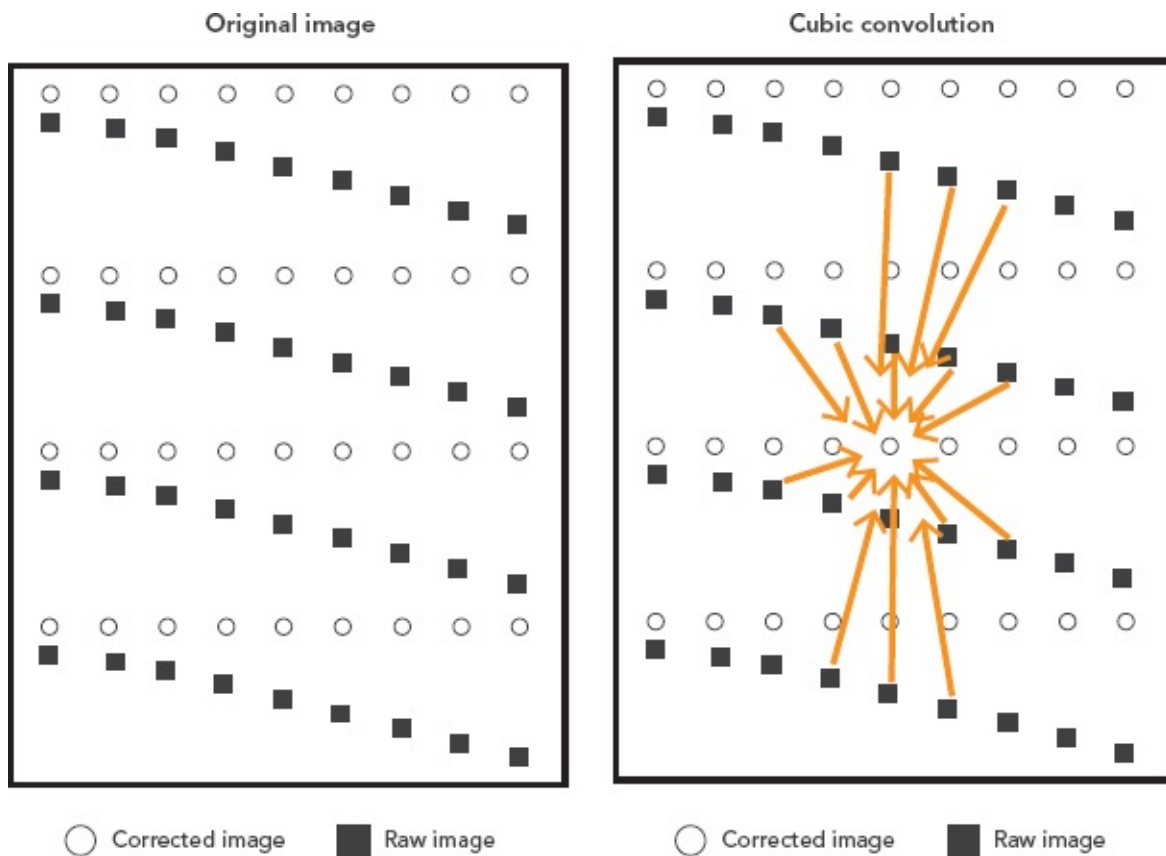 Original image
Cubic convolution
Corrected image
Raw image
Corrected image
Raw image